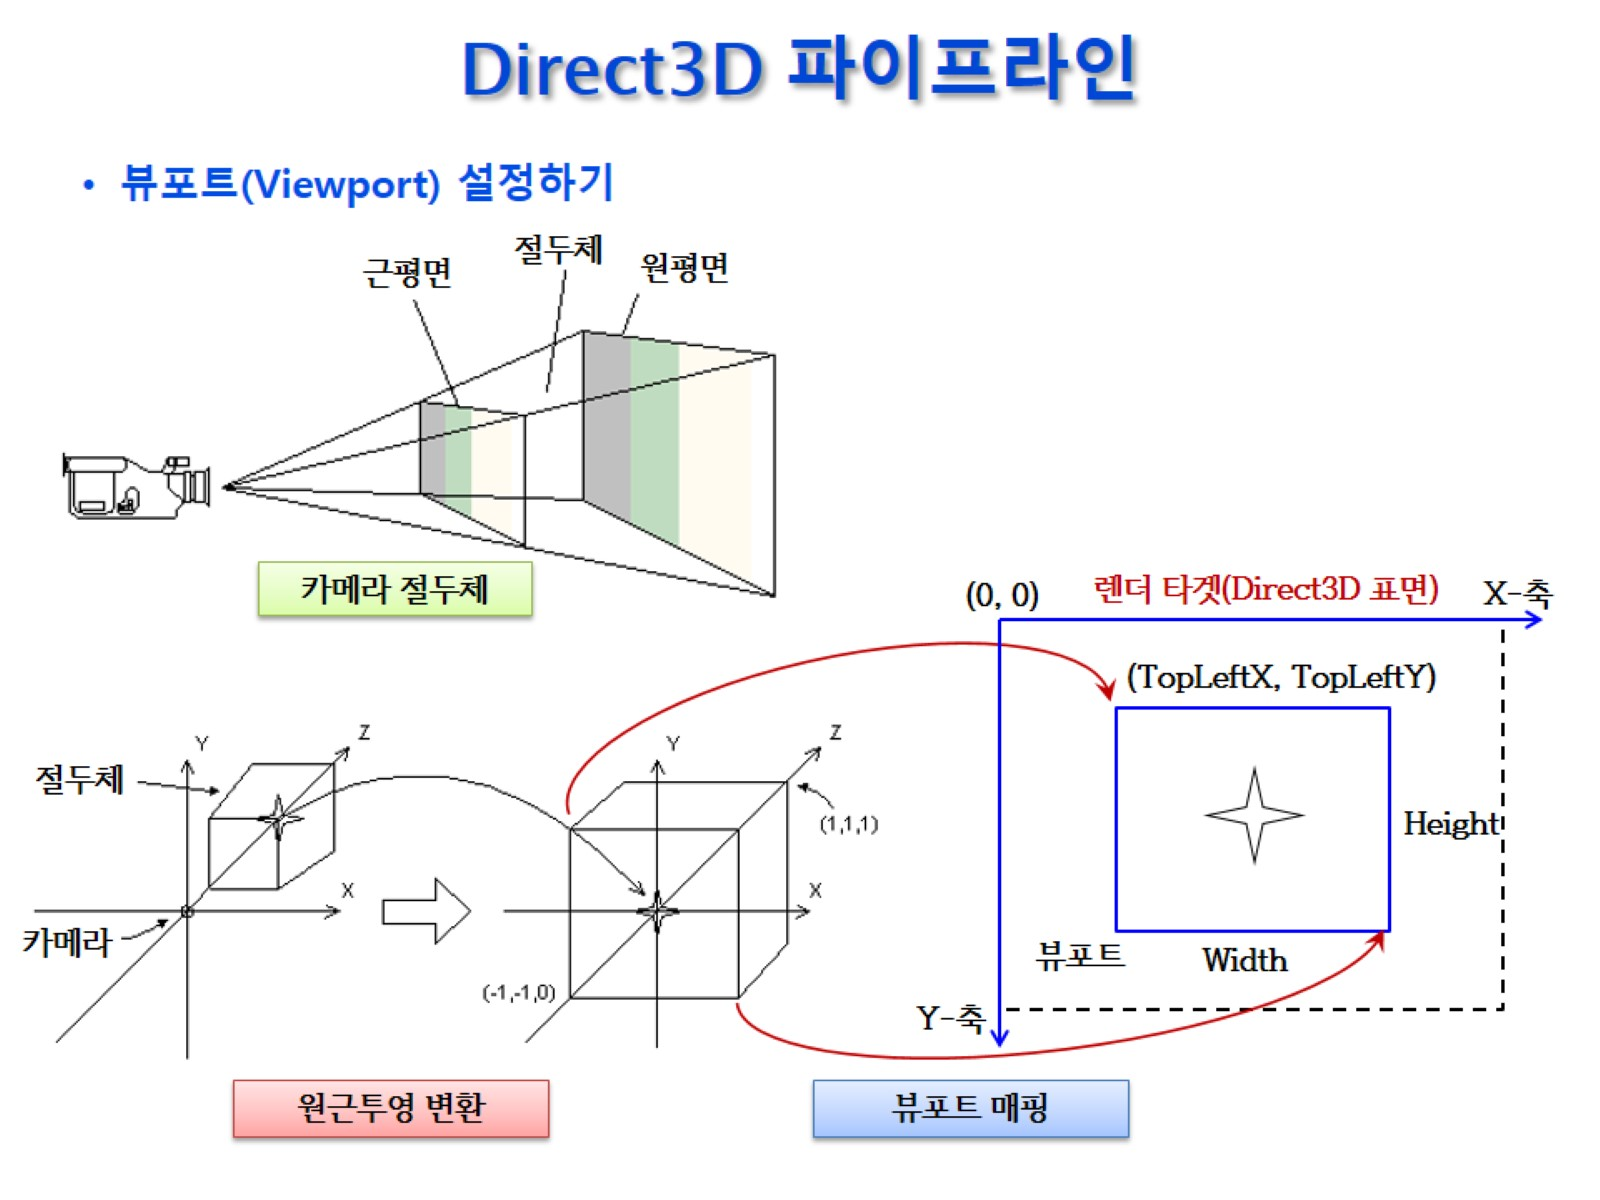 Direct3D 파이프라인
• 뷰포트(Viewport) 설정하기
근평면
절두체
원평면
카메라 절두체
(0, 0)
렌더 타겟(Direct3D 표면)
X-축
(TopLeftX, TopLeftY)
Height
뷰포트
Width
Y-축
절두체
카메라
Y
Z
X
Y
Z
X
(1,1,1)
(-1,-1,0)
원근투영 변환
뷰포트 매핑